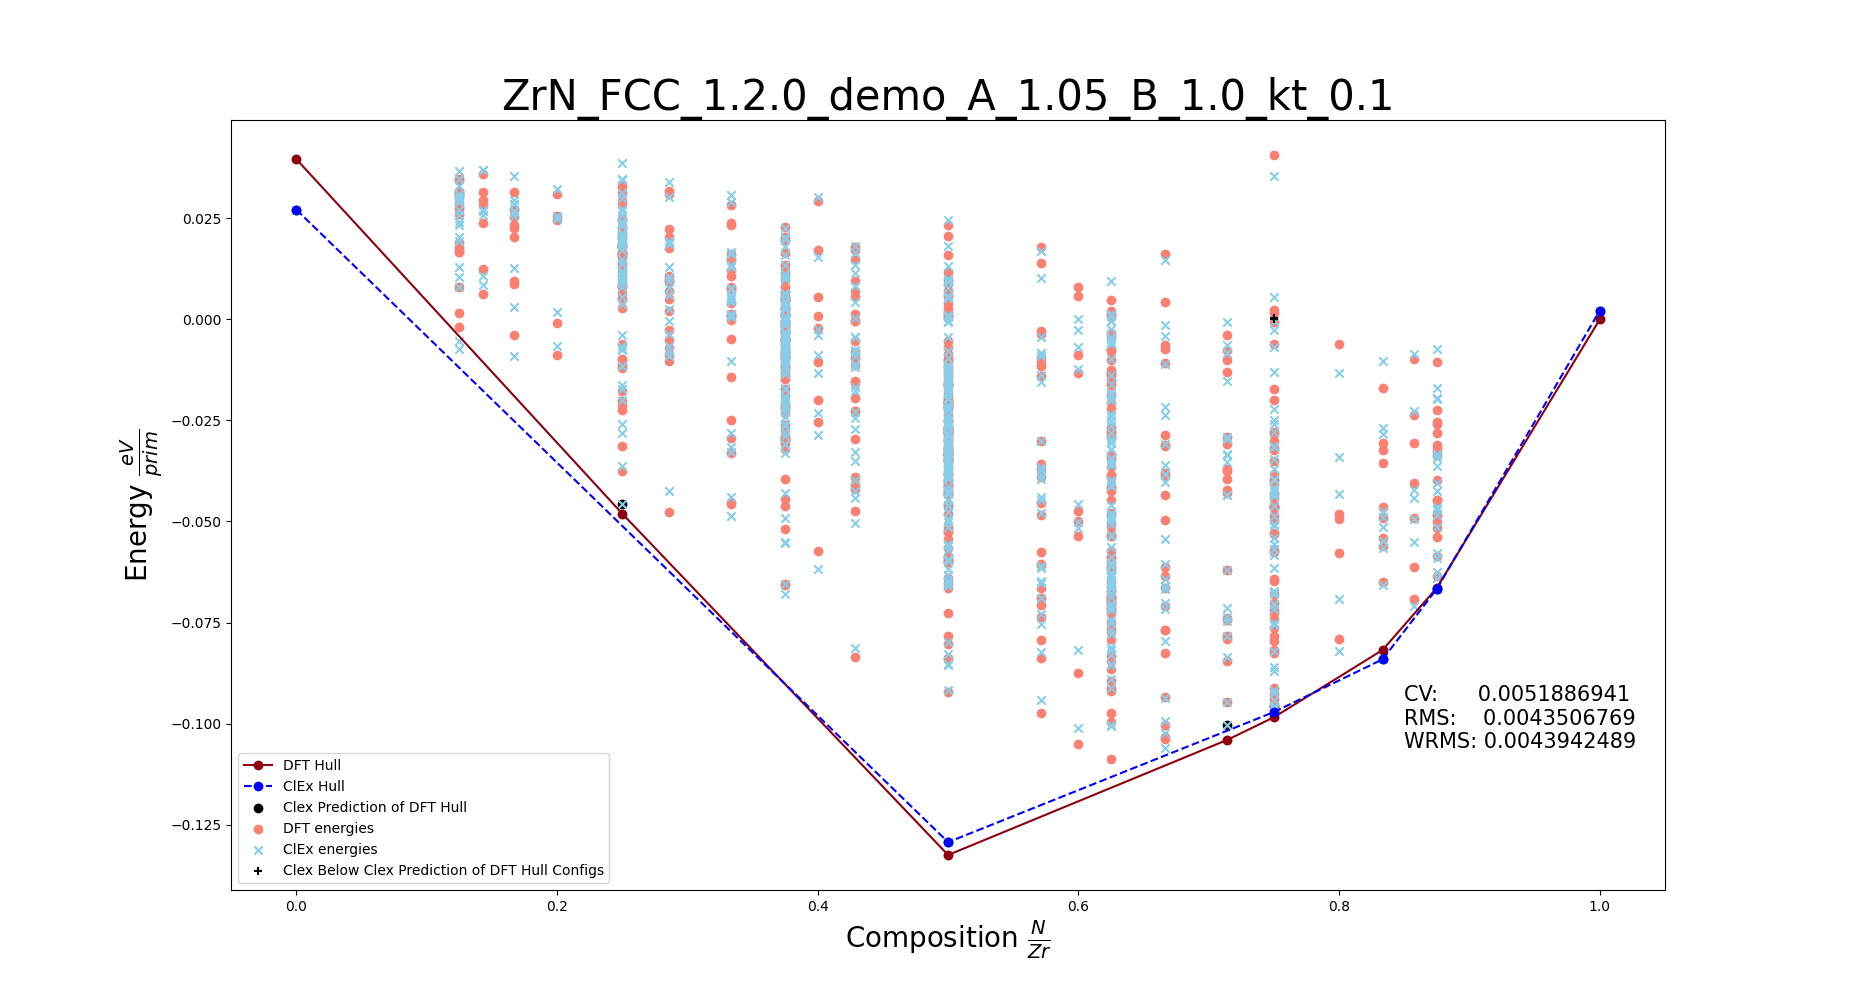 ZrN_FCC_1.2.0_demo_A_1.05_B_1.0_kt_0.1
Energy eV/prim
0.025
0.000
−0.025
−0.050
−0.075
−0.100
−0.125
CV: 0.0051886941
RMS: 0.0043506769
WRMS: 0.0043942489
DFT Hull
ClEx Hull
Clex Prediction of DFT Hull
DFT energies
ClEx energies
Clex Below Clex Prediction of DFT Hull Configs
0.0 0.2 0.4 0.6 0.8 1.0
Composition N/Zr